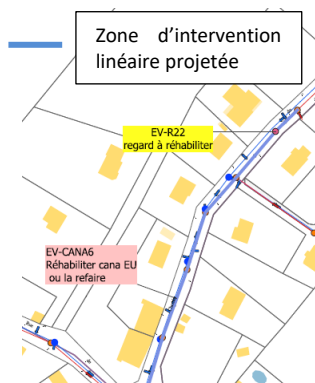 Zone d'intervention
linéaire projetée
EV-R22
regard à réhabiliter
EV-CANA6
Réhabiliter cana EU
ou la refaire